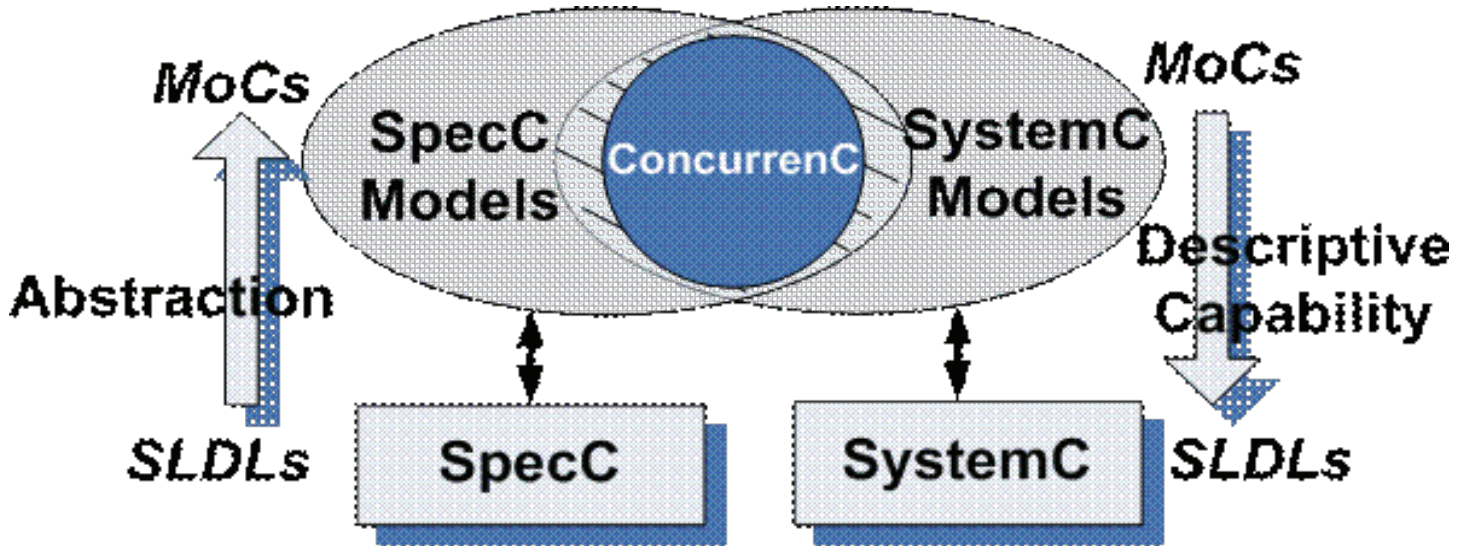 MoCs
MoCs
SpecC
Models
ConcurrenC
SystemC
Models
Abstraction
Descriptive
Capability
SLDLs
SpecC
SystemC
SLDLs